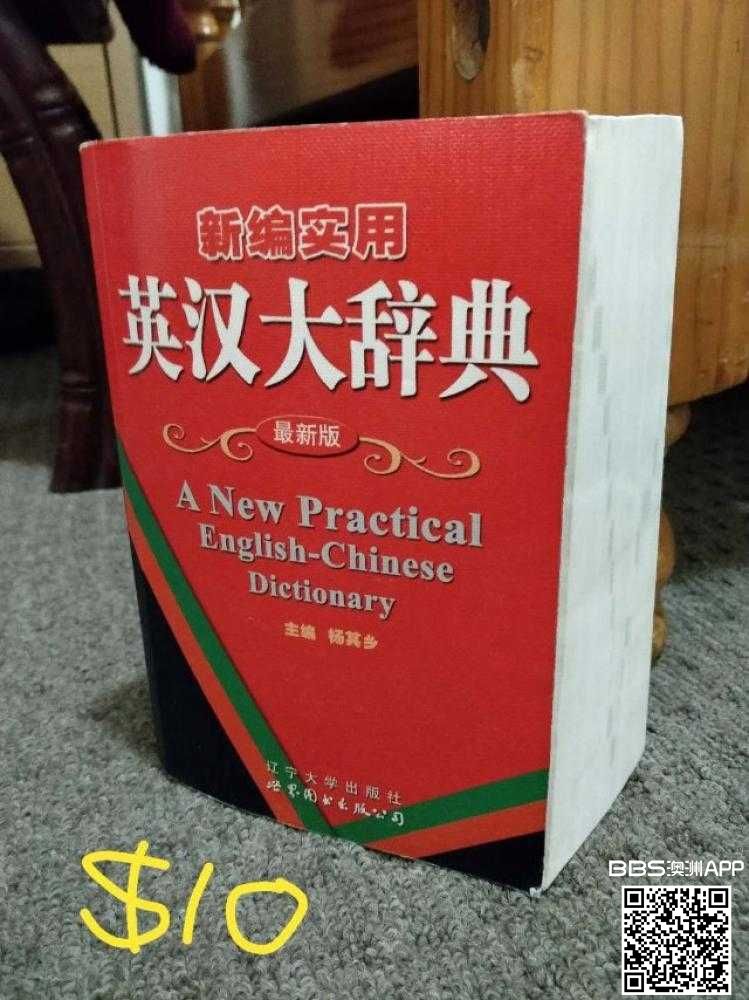 新编实用
英汉大辞典
最新版
A New Practical
English-Chinese
Dictionary
主编 杨其乡
辽宁大学出版社
世界图书出版公司
$10
BBS澳洲APP